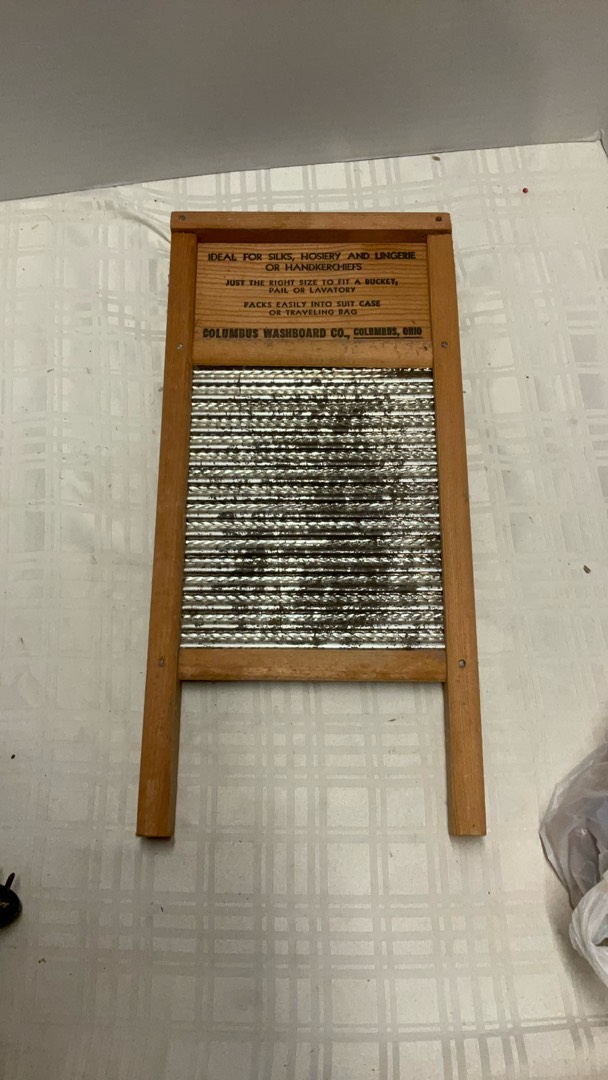 IDEAL FOR SILKS, HOSIERY AND LINGERIE
OR HANDKERCHIEFS
JUST THE RIGHT SIZE TO FIT A BUCKET,
PAIL OR LAVATORY
PACKS EASILY INTO SUIT CASE
OR TRAVELING BAG
COLUMBUS WASHBOARD CO., COLUMBUS, OHIO